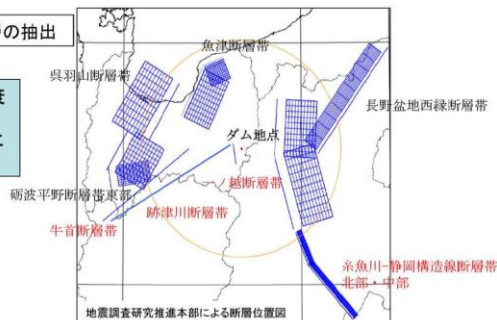 の抽出
魚津断層帯
呉羽山断層帯
長野盆地西縁断層帯
ダム地点
砺波平野断層帯東部
一ノ越断層帯
跡津川断層帯
牛首断層帯
糸魚川-静岡構造線断層帯
北部・中部
地震調査研究推進本部による断層位置図